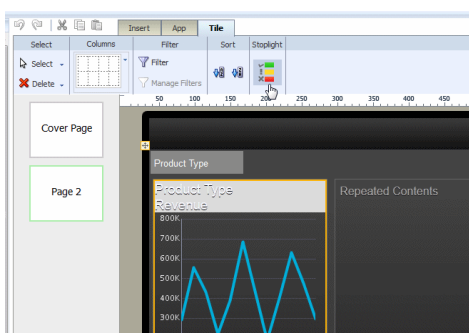 Insert App Tile
Select Columns Filter Sort Stoplight
Select
Filter
Delete
Manage Filters
50 100 150 200 250 300 350 400 450
Cover Page
Page 2
Product Type
Product Type
Revenue
Repeated Contents
800K
700K
600K
500K
400K
300K